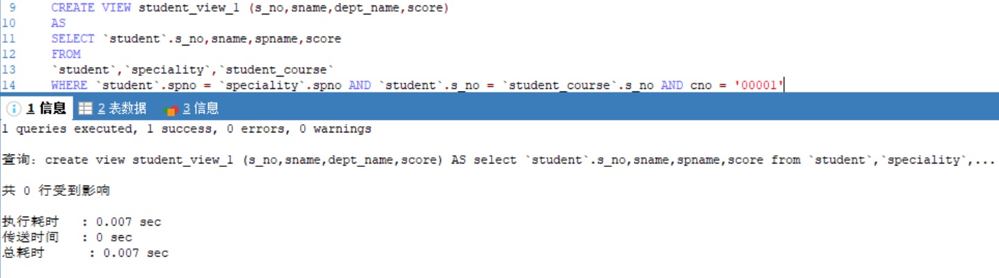 9 CREATE VIEW student_view_1 (s_no,sname,dept_name,score)
10 AS
11 SELECT `student`.s_no,sname,spname,score
12 FROM
13 `student`,`speciality`,`student_course`
14 WHERE `student`.spno = `speciality`.spno AND `student`.s_no = `student_course`.s_no AND cno = '00001'
1 信息 2 表数据 3 信息
1 queries executed, 1 success, 0 errors, 0 warnings
查询：create view student_view_1 (s_no,sname,dept_name,score) AS select `student`.s_no,sname,spname,score from `student`,`speciality`,...
共 0 行受到影响
执行耗时 : 0.007 sec
传送时间 : 0 sec
总耗时 : 0.007 sec